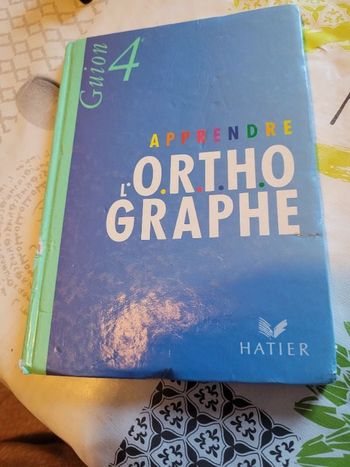 Guion 4e
APPRENDRE
L'O.R.T.H.O
GRAPHE
HATIER